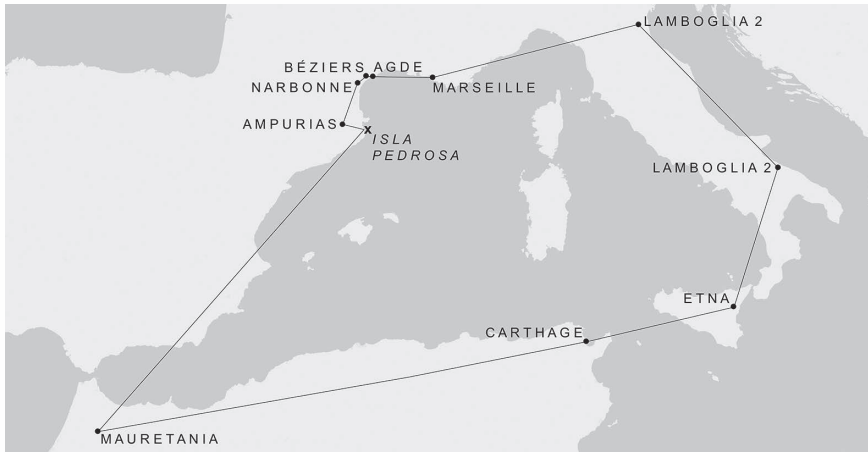 LAMBOGLIA 2
BÉZIERS AGDE
NARBONNE
MARSEILLE
AMPURIAS
x ISLA
PEDROSA
LAMBOGLIA 2
ETNA
CARTHAGE
MAURETANIA